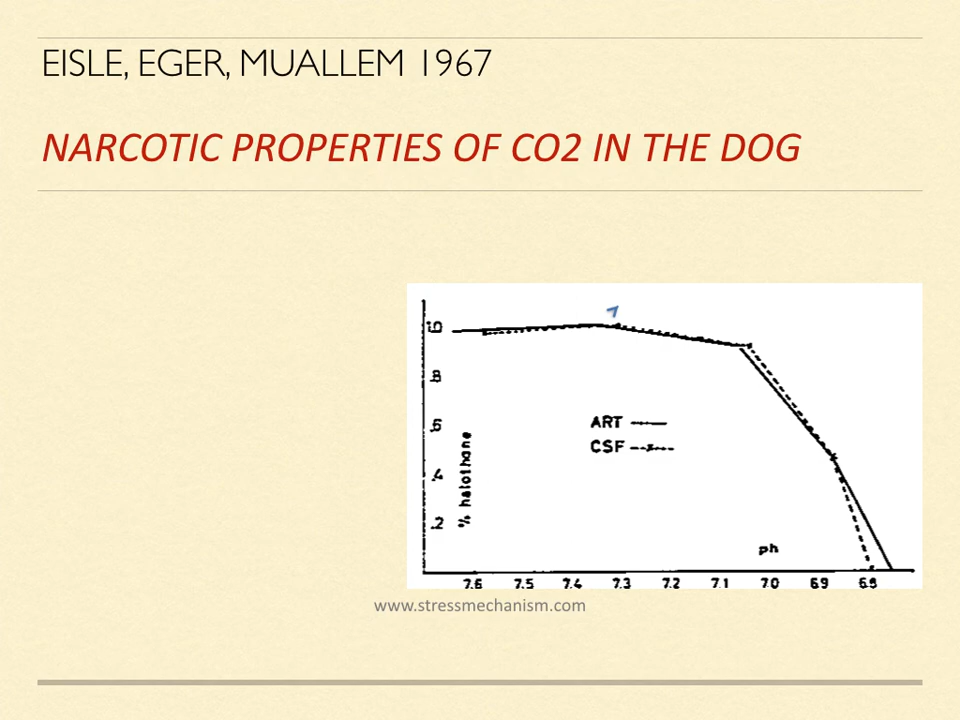 EISLE, EGER, MUALLEM 1967
NARCOTIC PROPERTIES OF CO2 IN THE DOG
1.0
.8
.6
.4
.2
% halothane
ART
CSF
ph
7.6 7.5 7.4 7.3 7.2 7.1 7.0 6.9 6.8
www.stressmechanism.com